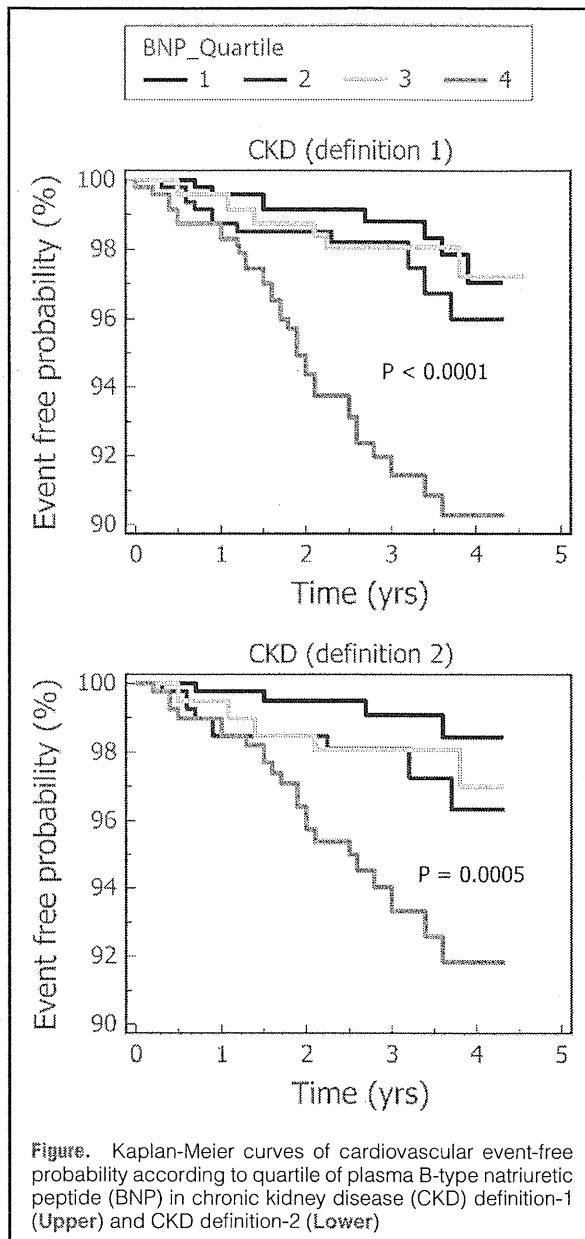 BNP_Quartile
1 2 3 4
CKD (definition 1)
100
98
96
94
92
90
Event free probability (%)
P < 0.0001
0 1 2 3 4 5
Time (yrs)
CKD (definition 2)
100
98
96
94
92
90
Event free probability (%)
P = 0.0005
0 1 2 3 4 5
Time (yrs)
Figure. Kaplan-Meier curves of cardiovascular event-free
probability according to quartile of plasma B-type natriuretic
peptide (BNP) in chronic kidney disease (CKD) definition-1
(Upper) and CKD definition-2 (Lower)